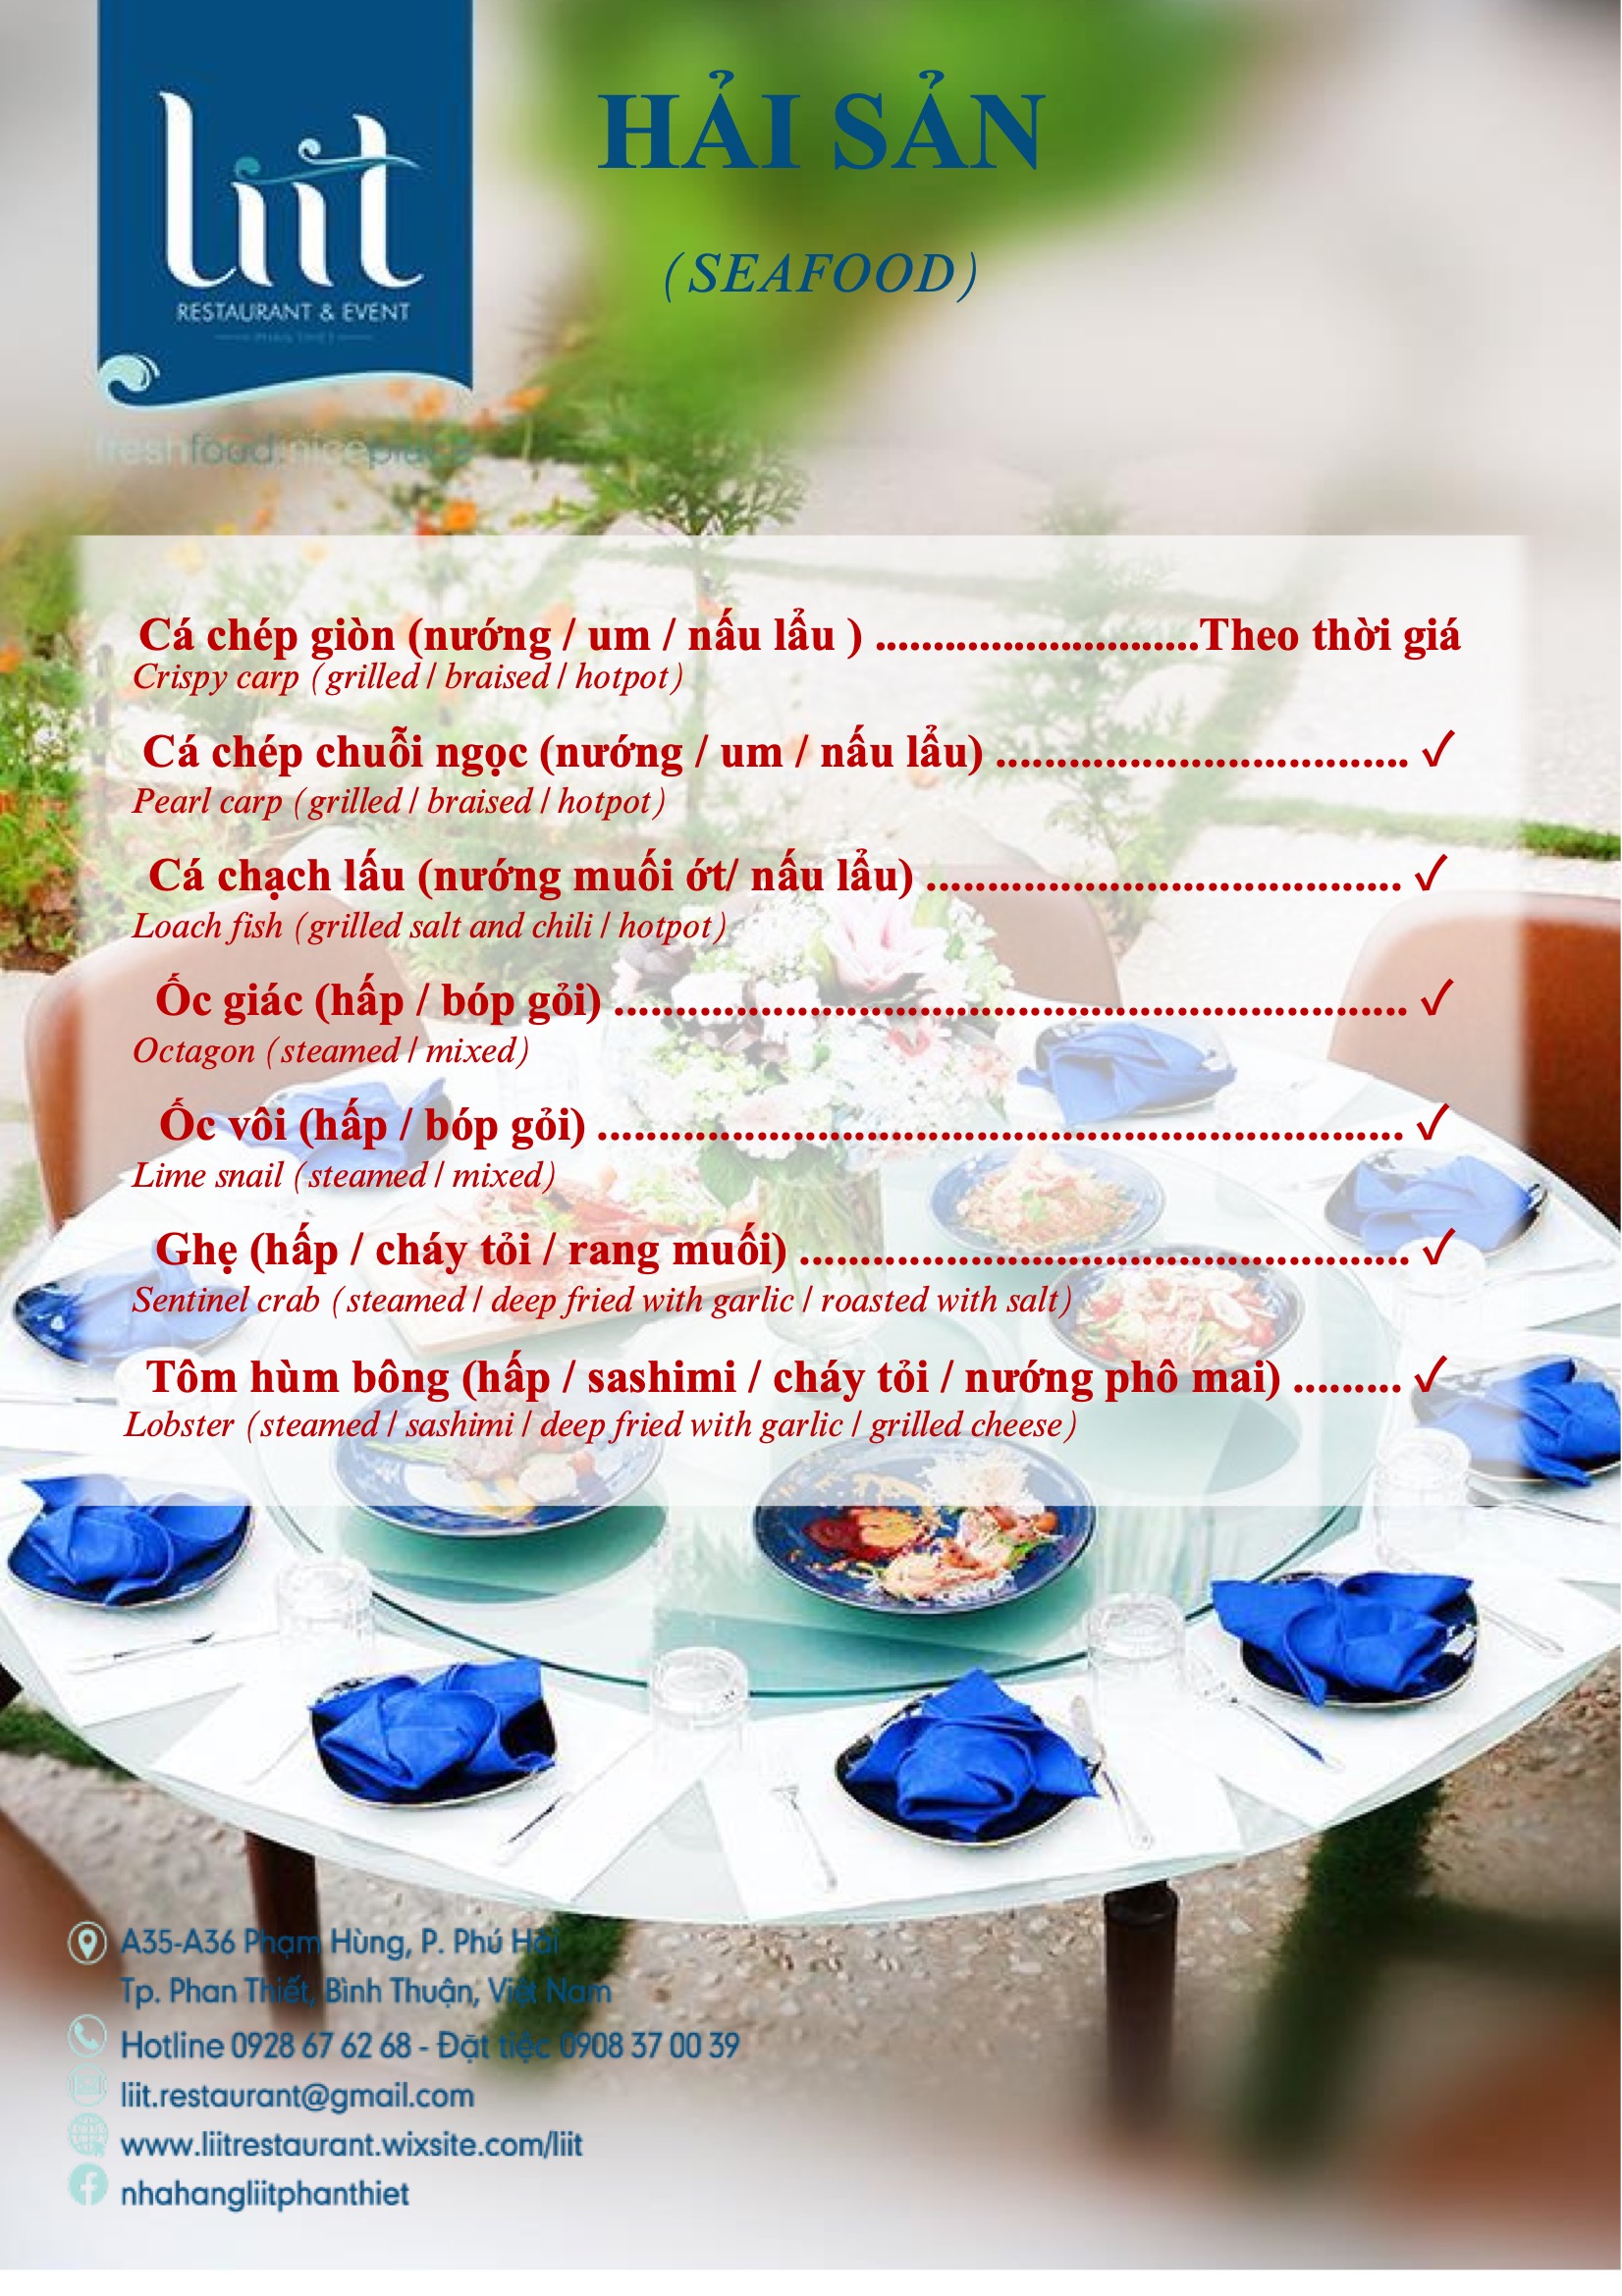 liit
RESTAURANT & EVENT
HẢI SẢN
(SEAFOOD)
freshfood.niceplace
Cá chép giòn (nướng / um / nấu lẩu ) ............................Theo thời giá
Crispy carp (grilled / braised / hotpot)
Cá chép chuỗi ngọc (nướng / um / nấu lẩu) .................................. ✓
Pearl carp (grilled / braised / hotpot)
Cá chạch lấu (nướng muối ớt/ nấu lẩu) ....................................... ✓
Loach fish (grilled salt and chili / hotpot)
Ốc giác (hấp / bóp gỏi) ................................................................. ✓
Octagon (steamed / mixed)
Ốc vôi (hấp / bóp gỏi) .................................................................. ✓
Lime snail (steamed / mixed)
Ghẹ (hấp / cháy tỏi / rang muối) .................................................. ✓
Sentinel crab (steamed / deep fried with garlic / roasted with salt)
Tôm hùm bông (hấp / sashimi / cháy tỏi / nướng phô mai) ......... ✓
Lobster (steamed / sashimi / deep fried with garlic / grilled cheese)
A35-A36 Phạm Hùng, P. Phú Hài
Tp. Phan Thiết, Bình Thuận, Việt Nam
Hotline 0928 67 62 68 - Đặt tiệc 0908 37 00 39
liit.restaurant@gmail.com
www.liitrestaurant.wixsite.com/liit
nhahangliitphanthiet